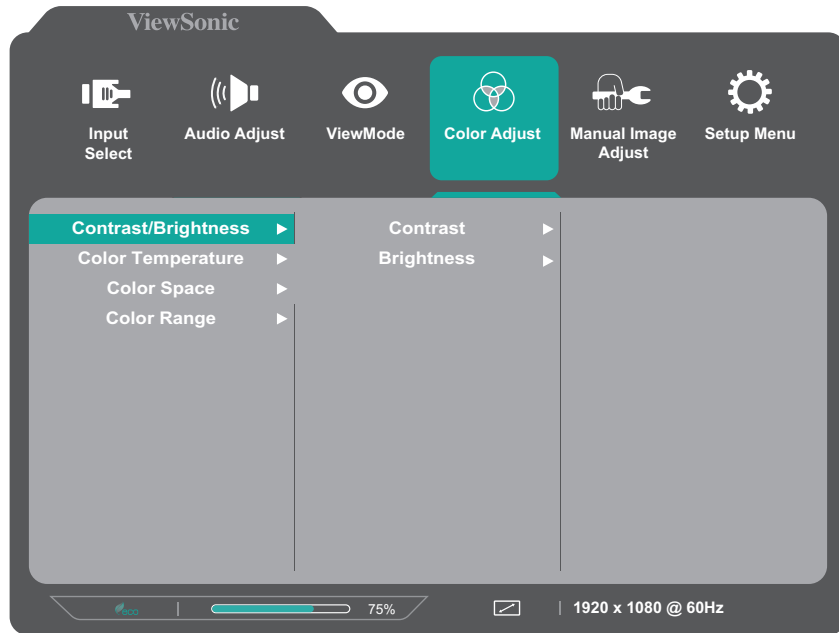 ViewSonic
Input
Select
Audio Adjust
ViewMode
Color Adjust
Manual Image
Adjust
Setup Menu
Contrast/Brightness
Color Temperature
Color Space
Color Range
Contrast
Brightness
eco
75%
1920 x 1080 @ 60Hz